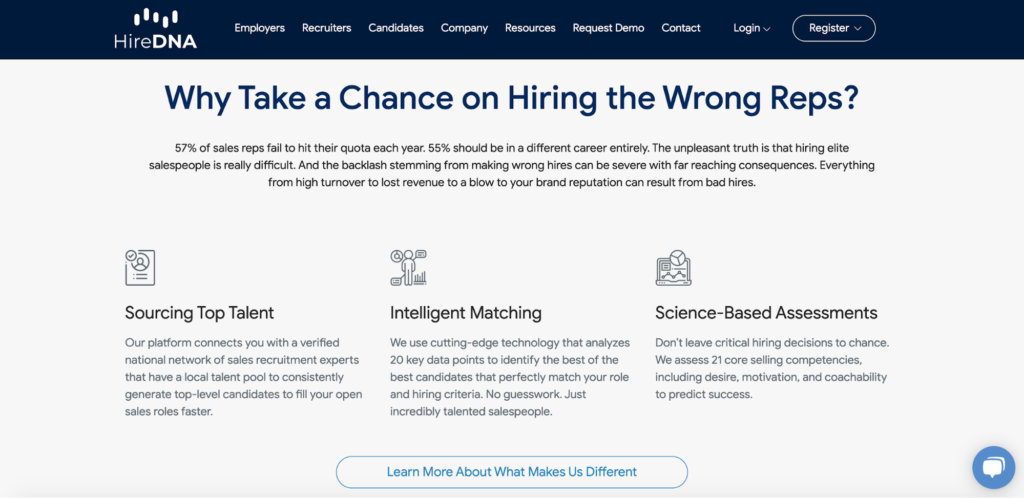 HireDNA
Employers Recruiters Candidates Company Resources Request Demo Contact Login Register
Why Take a Chance on Hiring the Wrong Reps?
57% of sales reps fail to hit their quota each year. 55% should be in a different career entirely. The unpleasant truth is that hiring elite
salespeople is really difficult. And the backlash stemming from making wrong hires can be severe with far reaching consequences. Everything
from high turnover to lost revenue to a blow to your brand reputation can result from bad hires.
Sourcing Top Talent
Our platform connects you with a verified
national network of sales recruitment experts
that have a local talent pool to consistently
generate top-level candidates to fill your open
sales roles faster.
Intelligent Matching
We use cutting-edge technology that analyzes
20 key data points to identify the best of the
best candidates that perfectly match your role
and hiring criteria. No guesswork. Just
incredibly talented salespeople.
Science-Based Assessments
Don't leave critical hiring decisions to chance.
We assess 21 core selling competencies,
including desire, motivation, and coachability
to predict success.
Learn More About What Makes Us Different